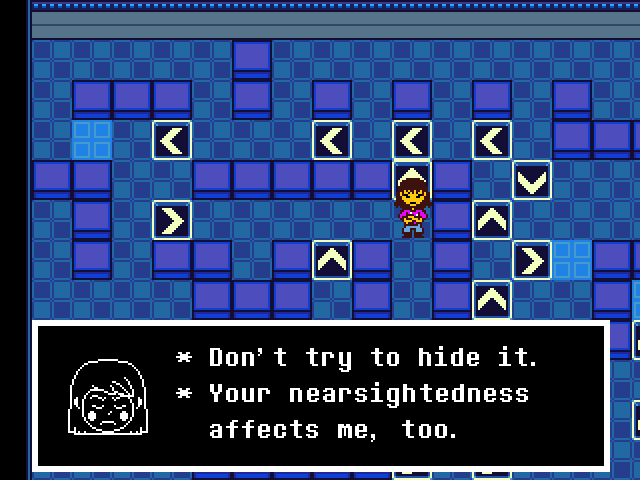 * Don't try to hide it.
* Your nearsightedness
affects me, too.